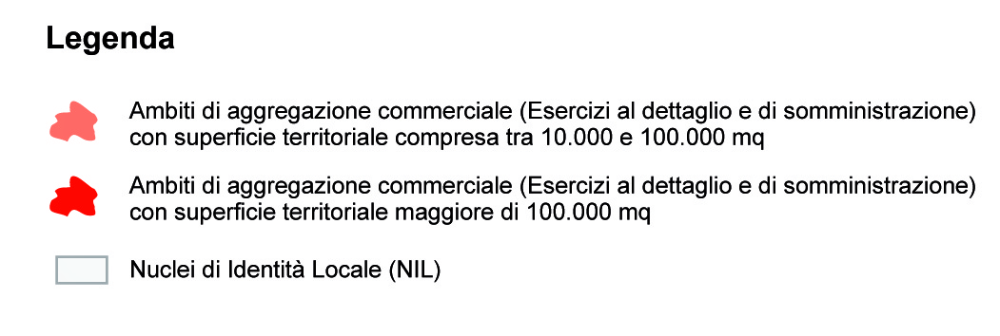 Legenda
Ambiti di aggregazione commerciale (Esercizi al dettaglio e di somministrazione)
con superficie territoriale compresa tra 10.000 e 100.000 mq
Ambiti di aggregazione commerciale (Esercizi al dettaglio e di somministrazione)
con superficie territoriale maggiore di 100.000 mq
Nuclei di Identità Locale (NIL)